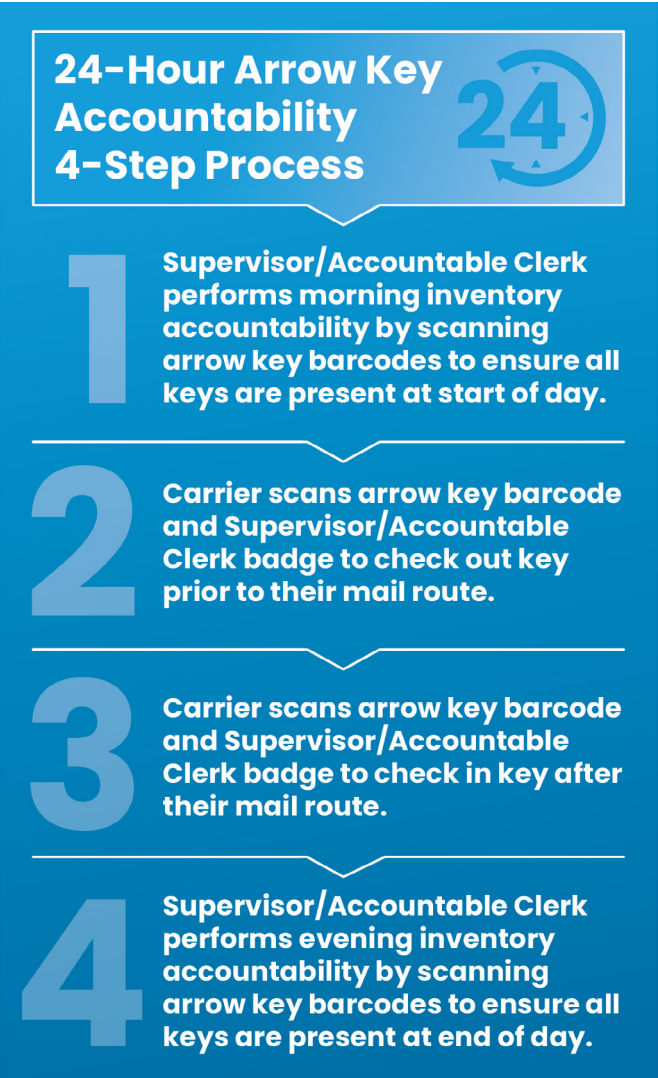 24-Hour Arrow Key
Accountability
4-Step Process
24
1
Supervisor/Accountable Clerk
performs morning inventory
accountability by scanning
arrow key barcodes to ensure all
keys are present at start of day.
2
Carrier scans arrow key barcode
and Supervisor/Accountable
Clerk badge to check out key
prior to their mail route.
3
Carrier scans arrow key barcode
and Supervisor/Accountable
Clerk badge to check in key after
their mail route.
4
Supervisor/Accountable Clerk
performs evening inventory
accountability by scanning
arrow key barcodes to ensure all
keys are present at end of day.